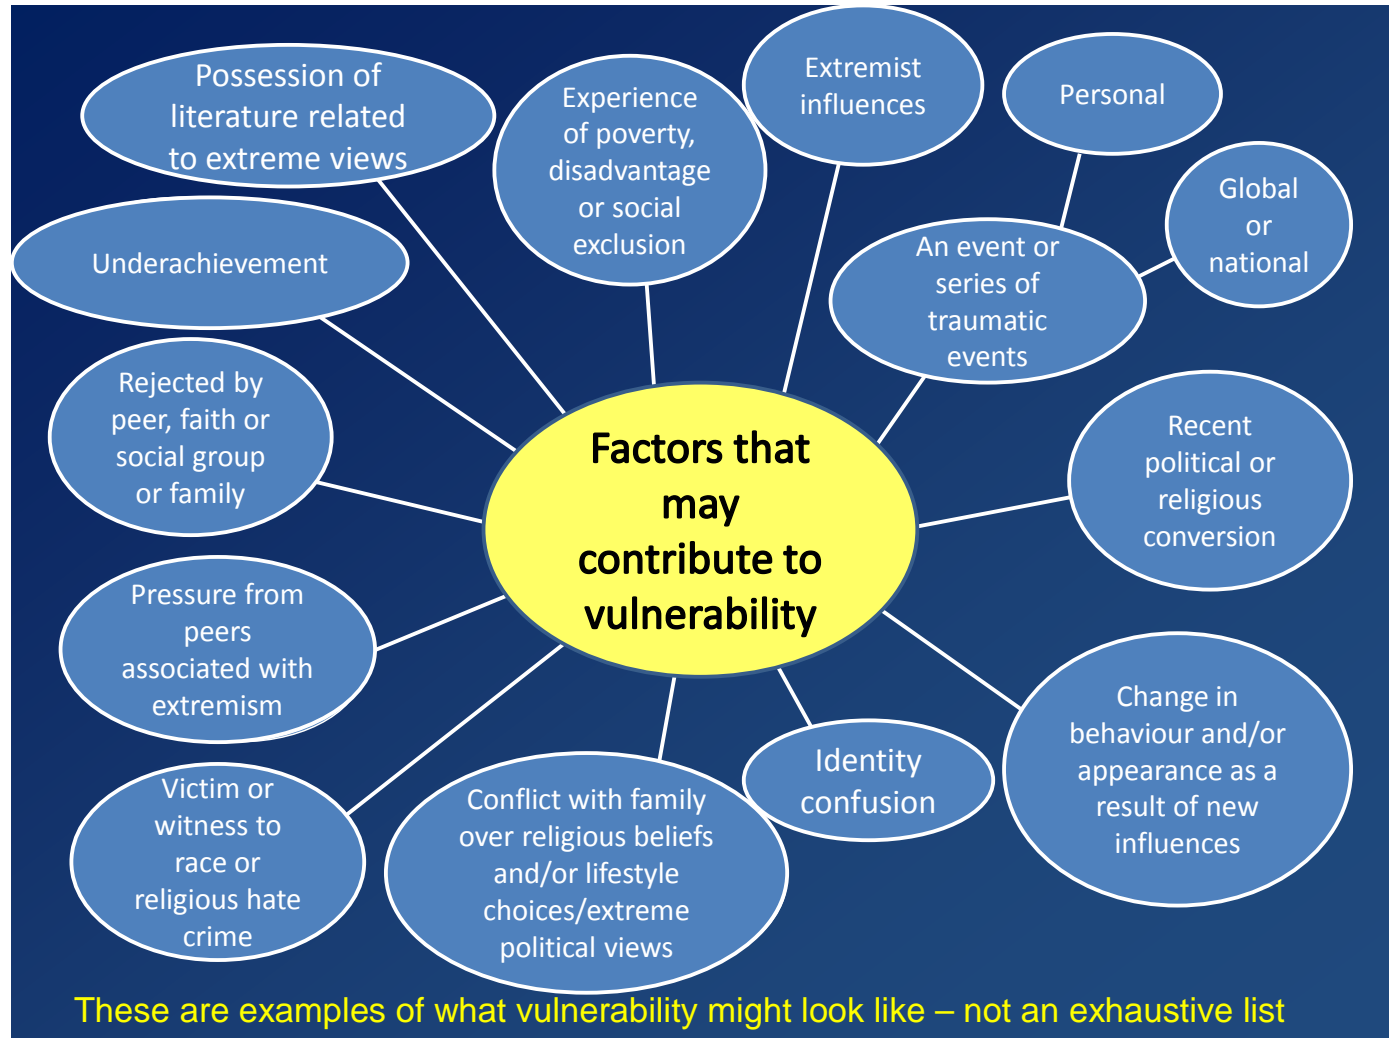 Possession of
literature related
to extreme views
Experience
of poverty,
disadvantage
or social
exclusion
Extremist
influences
Personal
Global
or
national
An event or
series of
traumatic
events
Underachievement
Rejected by
peer, faith or
social group
or family
Factors that
may
contribute to
vulnerability
Recent
political or
religious
conversion
Pressure from
peers
associated with
extremism
Change in
behaviour and/or
appearance as a
result of new
influences
Identity
confusion
Victim or
witness to
race or
religious hate
crime
Conflict with family
over religious beliefs
and/or lifestyle
choices/extreme
political views
These are examples of what vulnerability might look like – not an exhaustive list